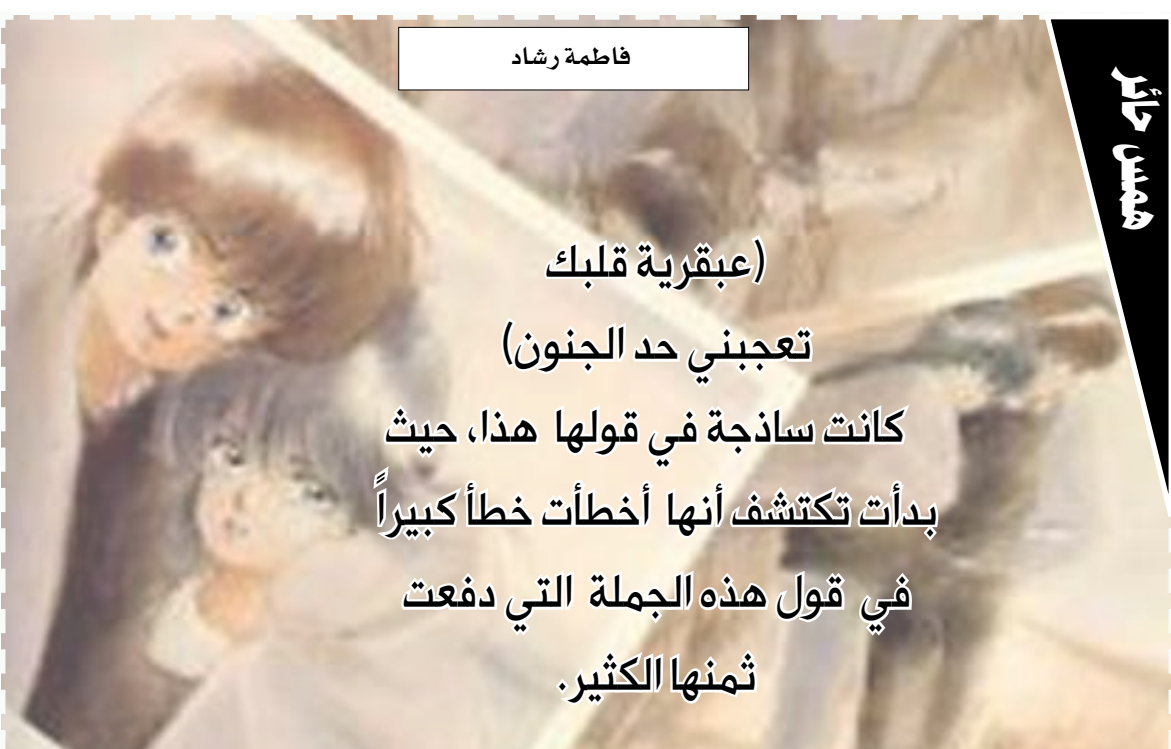 همس حائر
فاطمة رشاد
(عبقرية قلبك
تعجبني حد الجنون)
كانت ساذجة في قولها هذا، حيث
بدأت تكتشف أنها أخطأت خطأ كبيراً
في قول هذه الجملة التي دفعت
ثمنها الكثير.